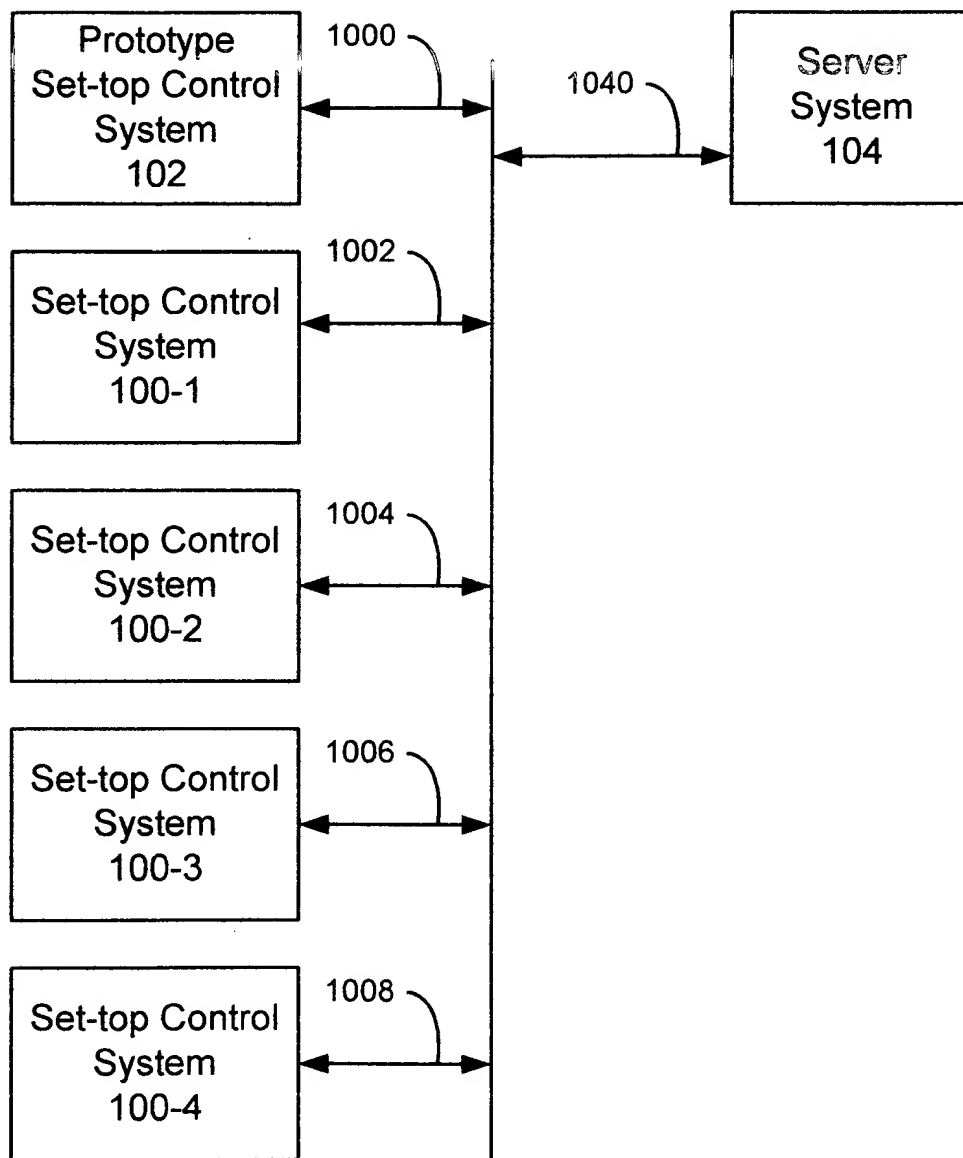 Prototype
Set-top Control
System
102
1000
1040
Server
System
104
Set-top Control
System
100-1
1002
Set-top Control
System
100-2
1004
Set-top Control
System
100-3
1006
Set-top Control
System
100-4
1008